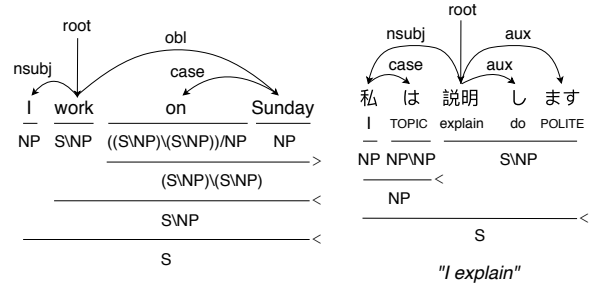 root
obl
nsubj
case
I work on Sunday
NP S\NP ((S\NP)\(S\NP))/NP NP
>
(S\NP)\(S\NP)
<
S\NP
<
S
root
nsubj aux
case aux
私 は 説明 し ます
I TOPIC explain do POLITE
NP NP\NP S\NP
<
NP
<
S
"I explain"